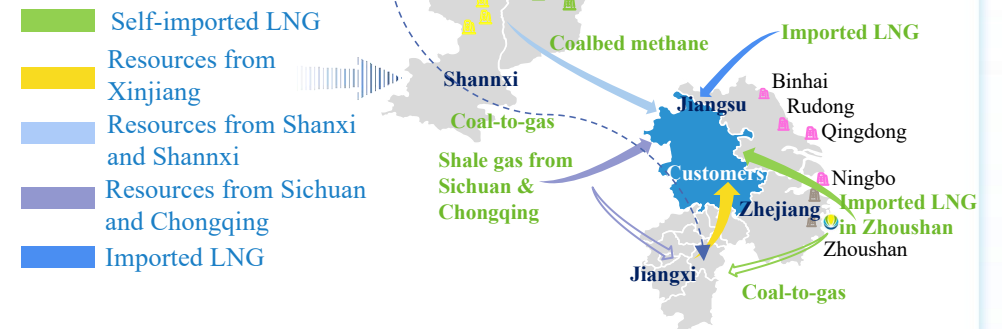 Self-imported LNG
Resources from
Xinjiang
Resources from Shanxi
and Shannxi
Resources from Sichuan
and Chongqing
Imported LNG
Coalbed methane
Imported LNG
Shannxi
Binhai
Jiangsu
Rudong
Coal-to-gas
Qingdong
Shale gas from
Sichuan &
Chongqing
Customers
Ningbo
Zhejiang
Imported LNG
in Zhoushan
Zhoushan
Jiangxi
Coal-to-gas